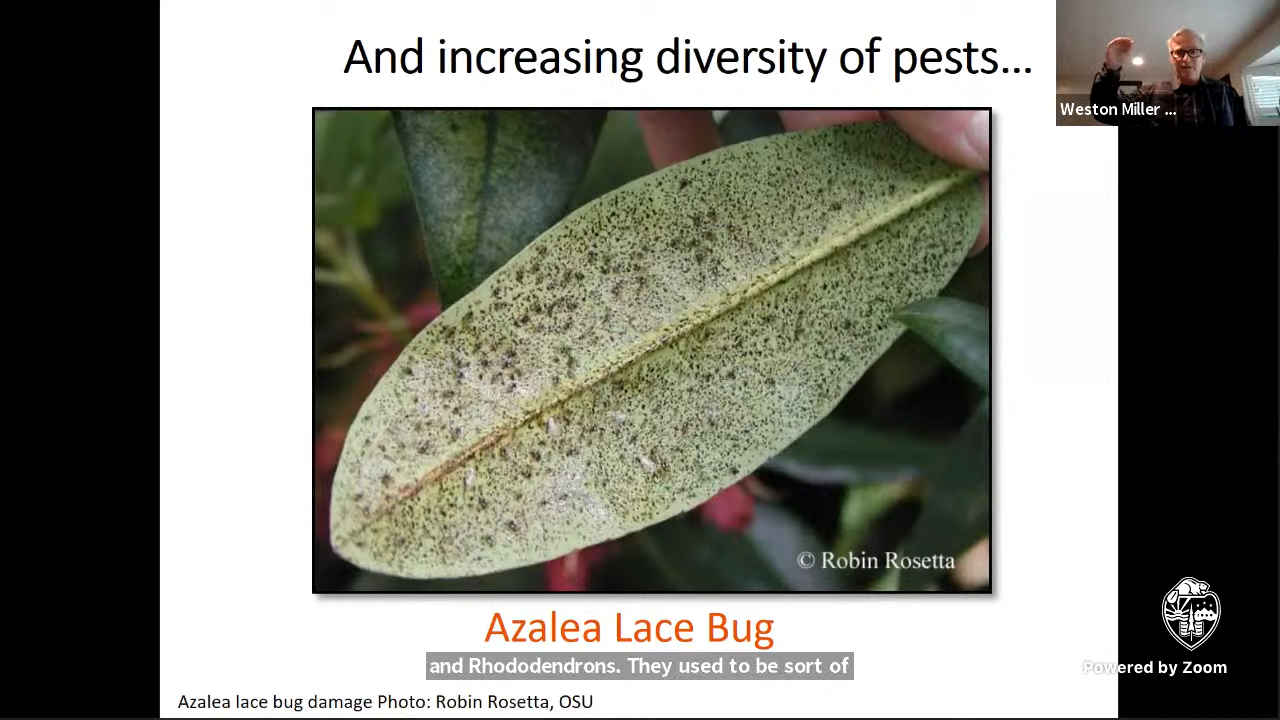 And increasing diversity of pests...
Weston Miller ...
© Robin Rosetta
Azalea Lace Bug
and Rhododendrons. They used to be sort of
Powered by Zoom
Azalea lace bug damage Photo: Robin Rosetta, OSU